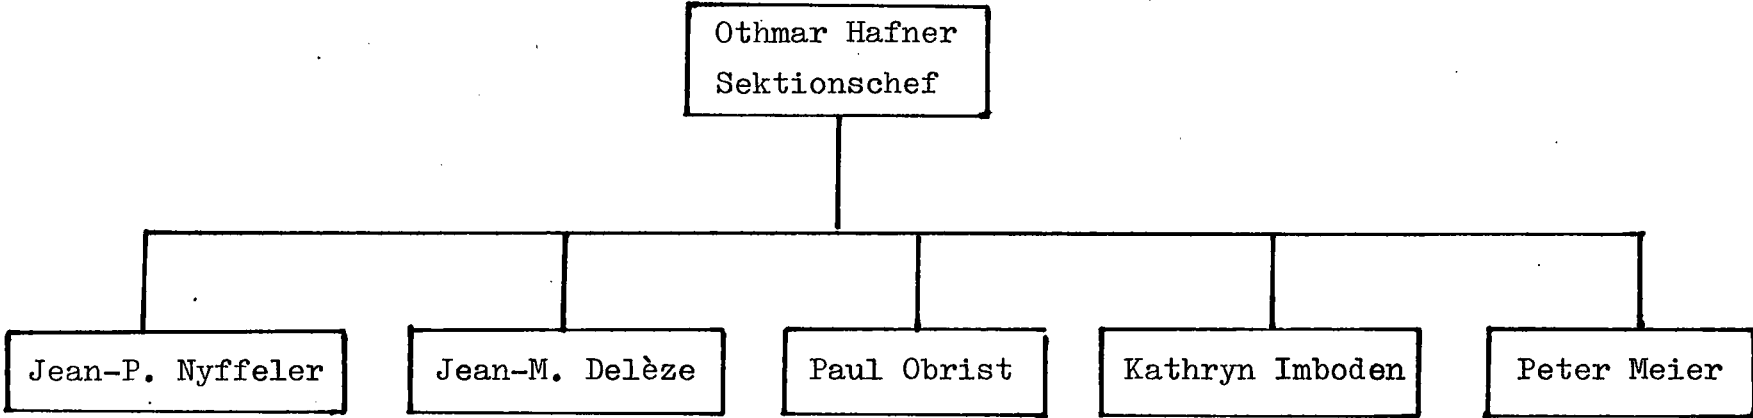 Othmar Hafner
Sektionschef
Jean-P. Nyffeler
Jean-M. Delèze
Paul Obrist
Kathryn Imboden
Peter Meier